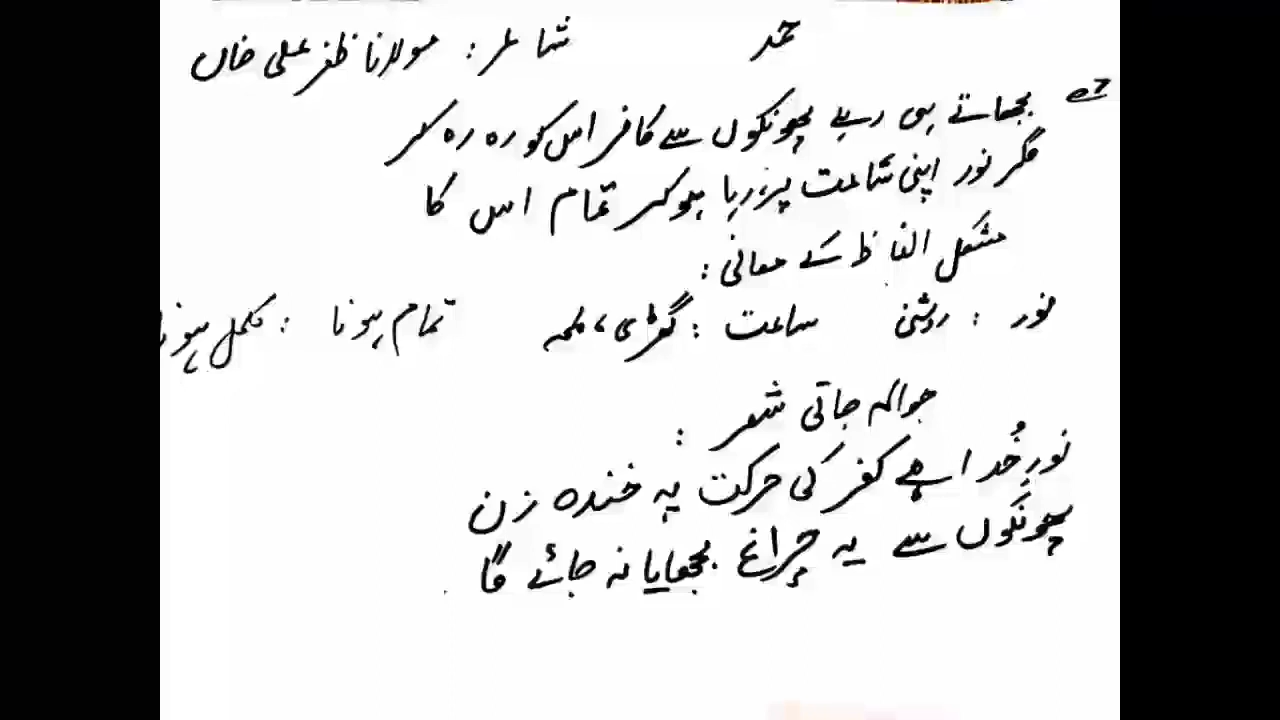 حمد شاعر : مولانا ظفر علی خاں
بجھاتے ہی رہے پھونکوں سے کافر اس کو رہ رہ کر
مگر نور اپنی ساعت پر رہا ہو کر تمام اس کا
مشکل الفاظ کے معانی :
نور : روشنی ساعت : گھڑی، لمحہ تمام ہونا : مکمل ہونا
حوالہ جاتی شعر :
نورِ خُدا ہے کفر کی حرکت پہ خندہ زن
پھونکوں سے یہ چراغ بجھایا نہ جائے گا